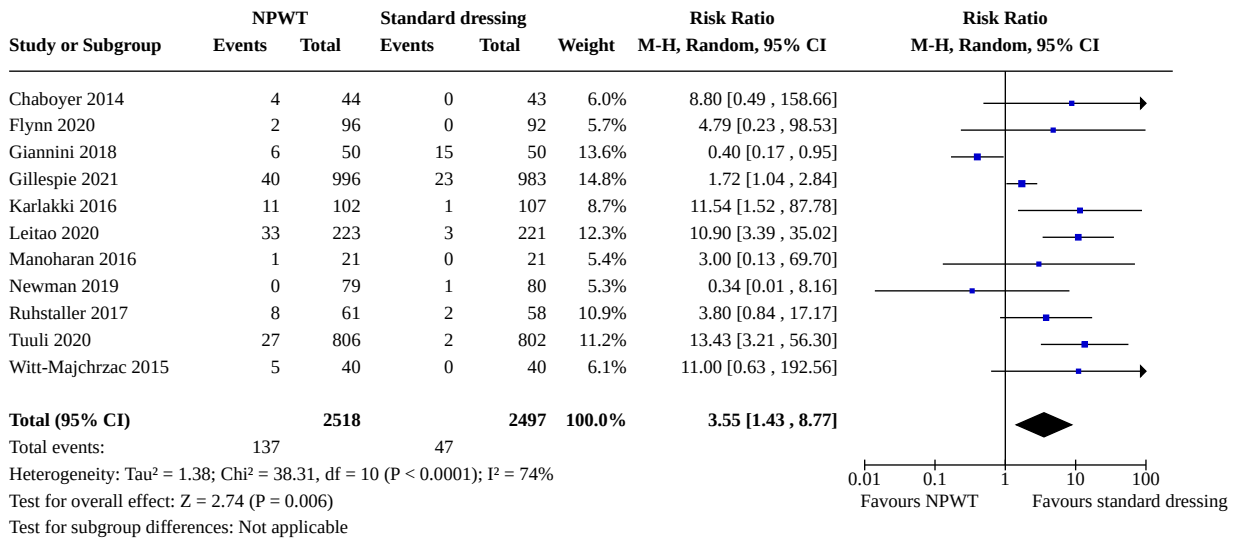 NPWT Standard dressing Risk Ratio Risk Ratio
Study or Subgroup Events Total Events Total Weight M-H, Random, 95% CI M-H, Random, 95% CI
Chaboyer 2014 4 44 0 43 6.0% 8.80 [0.49 , 158.66]
Flynn 2020 2 96 0 92 5.7% 4.79 [0.23 , 98.53]
Giannini 2018 6 50 15 50 13.6% 0.40 [0.17 , 0.95]
Gillespie 2021 40 996 23 983 14.8% 1.72 [1.04 , 2.84]
Karlakki 2016 11 102 1 107 8.7% 11.54 [1.52 , 87.78]
Leitao 2020 33 223 3 221 12.3% 10.90 [3.39 , 35.02]
Manoharan 2016 1 21 0 21 5.4% 3.00 [0.13 , 69.70]
Newman 2019 0 79 1 80 5.3% 0.34 [0.01 , 8.16]
Ruhstaller 2017 8 61 2 58 10.9% 3.80 [0.84 , 17.17]
Tuuli 2020 27 806 2 802 11.2% 13.43 [3.21 , 56.30]
Witt-Majchrzac 2015 5 40 0 40 6.1% 11.00 [0.63 , 192.56]
Total (95% CI) 2518 2497 100.0% 3.55 [1.43 , 8.77]
Total events: 137 47
Heterogeneity: Tau² = 1.38; Chi² = 38.31, df = 10 (P < 0.0001); I² = 74%
0.01 0.1 1 10 100
Test for overall effect: Z = 2.74 (P = 0.006)
Favours NPWT Favours standard dressing
Test for subgroup differences: Not applicable